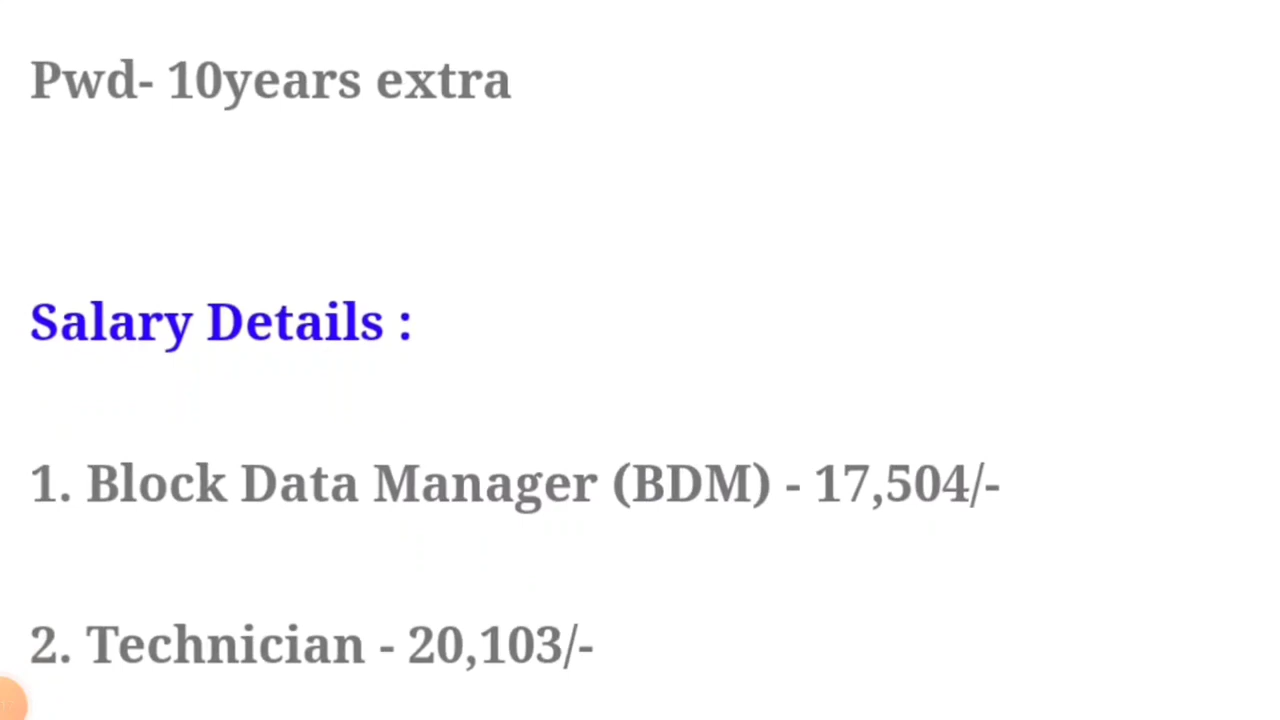 Pwd- 10years extra
Salary Details :
1. Block Data Manager (BDM) - 17,504/-
2. Technician - 20,103/-